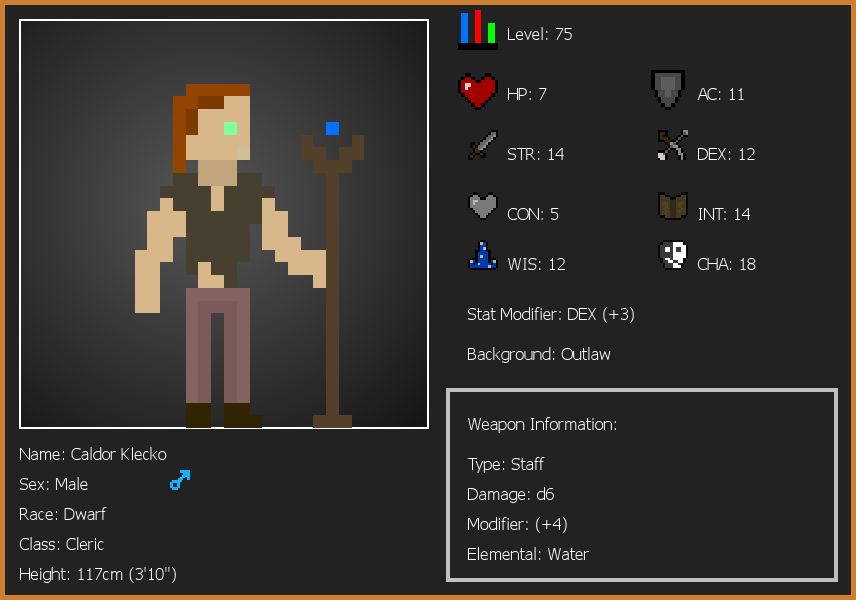 Level: 75
HP: 7
AC: 11
STR: 14
DEX: 12
CON: 5
INT: 14
WIS: 12
CHA: 18
Stat Modifier: DEX (+3)
Background: Outlaw
Weapon Information:
Type: Staff
Damage: d6
Modifier: (+4)
Elemental: Water
Name: Caldor Klecko
Sex: Male
Race: Dwarf
Class: Cleric
Height: 117cm (3'10")